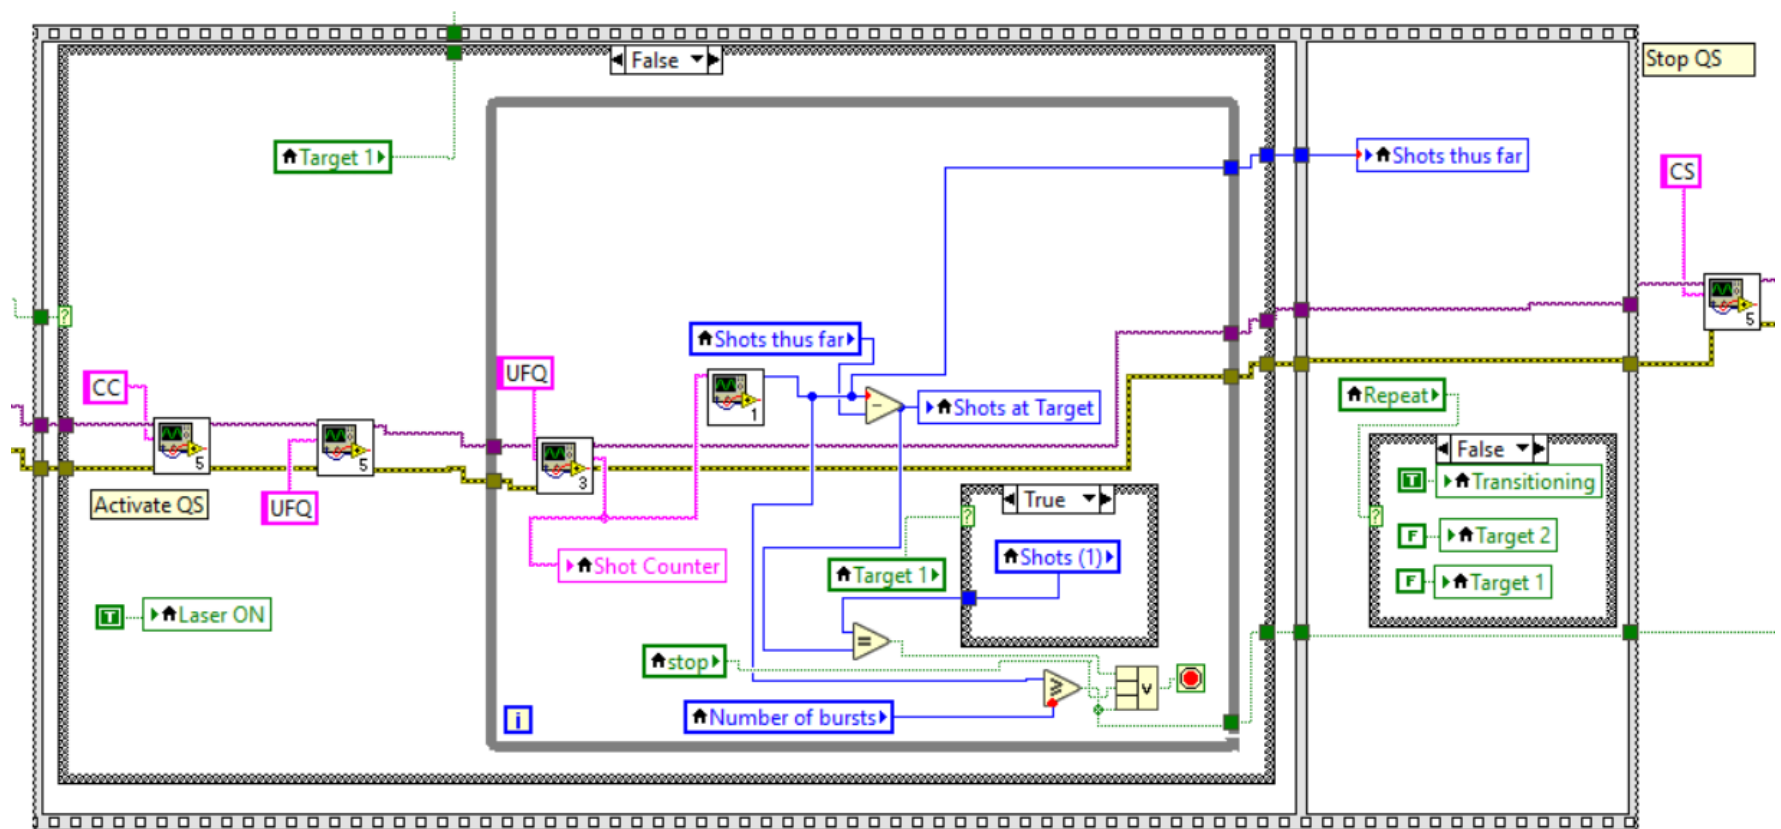 False
Stop QS
Target 1
Shots thus far
CS
Shots thus far
UFQ
CC
1
Shots at Target
Repeat
5
5
3
5
Activate QS
UFQ
True
False
T
Transitioning
?
?
?
Shots (1)
F
Target 2
Shot Counter
Target 1
F
Target 1
T
Laser ON
=
stop
V
i
Number of bursts